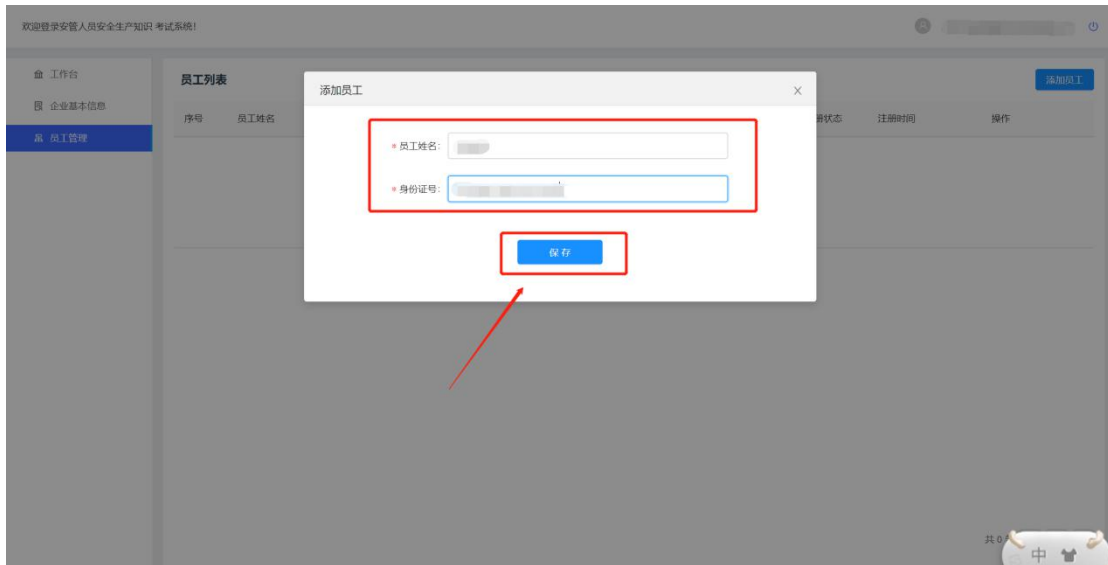 欢迎登录安管人员安全生产知识 考试系统!
工作台
企业基本信息
员工管理
员工列表
添加员工
序号 员工姓名 册状态 注册时间 操作
添加员工
* 员工姓名:
* 身份证号:
保存
共 0
中